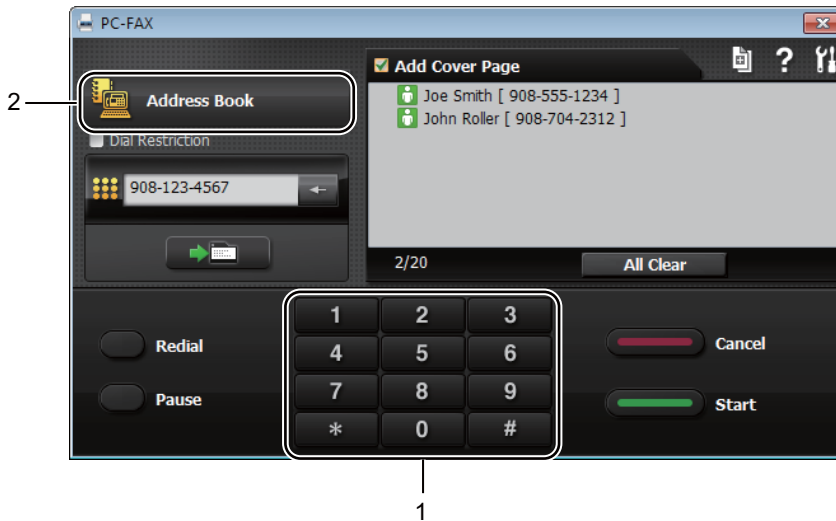 PC-FAX
2
Address Book
Dial Restriction
908-123-4567
Add Cover Page
?
Joe Smith [ 908-555-1234 ]
John Roller [ 908-704-2312 ]
2/20
All Clear
Redial
Pause
1 2 3
4 5 6
7 8 9
* 0 #
Cancel
Start
1